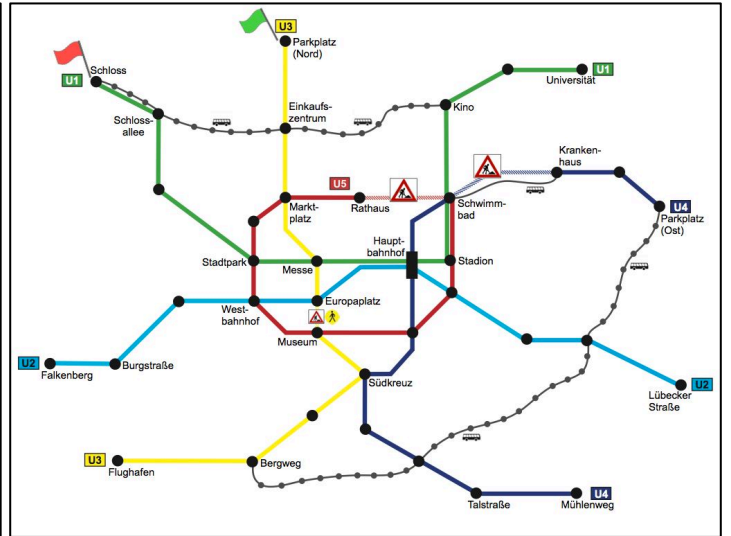 U3
Parkplatz
(Nord)
Schloss
U1
U1
Universität
Schloss-
allee
Einkaufs-
zentrum
Kino
Kranken-
haus
U5
Markt-
platz
Rathaus
Schwimm-
bad
U4
Parkplatz
(Ost)
Haupt-
bahnhof
Stadtpark
Messe
Stadion
West-
bahnhof
Europaplatz
Museum
U2
Falkenberg
Burgstraße
Südkreuz
U2
Lübecker
Straße
U3
Flughafen
Bergweg
U4
Talstraße
Mühlenweg